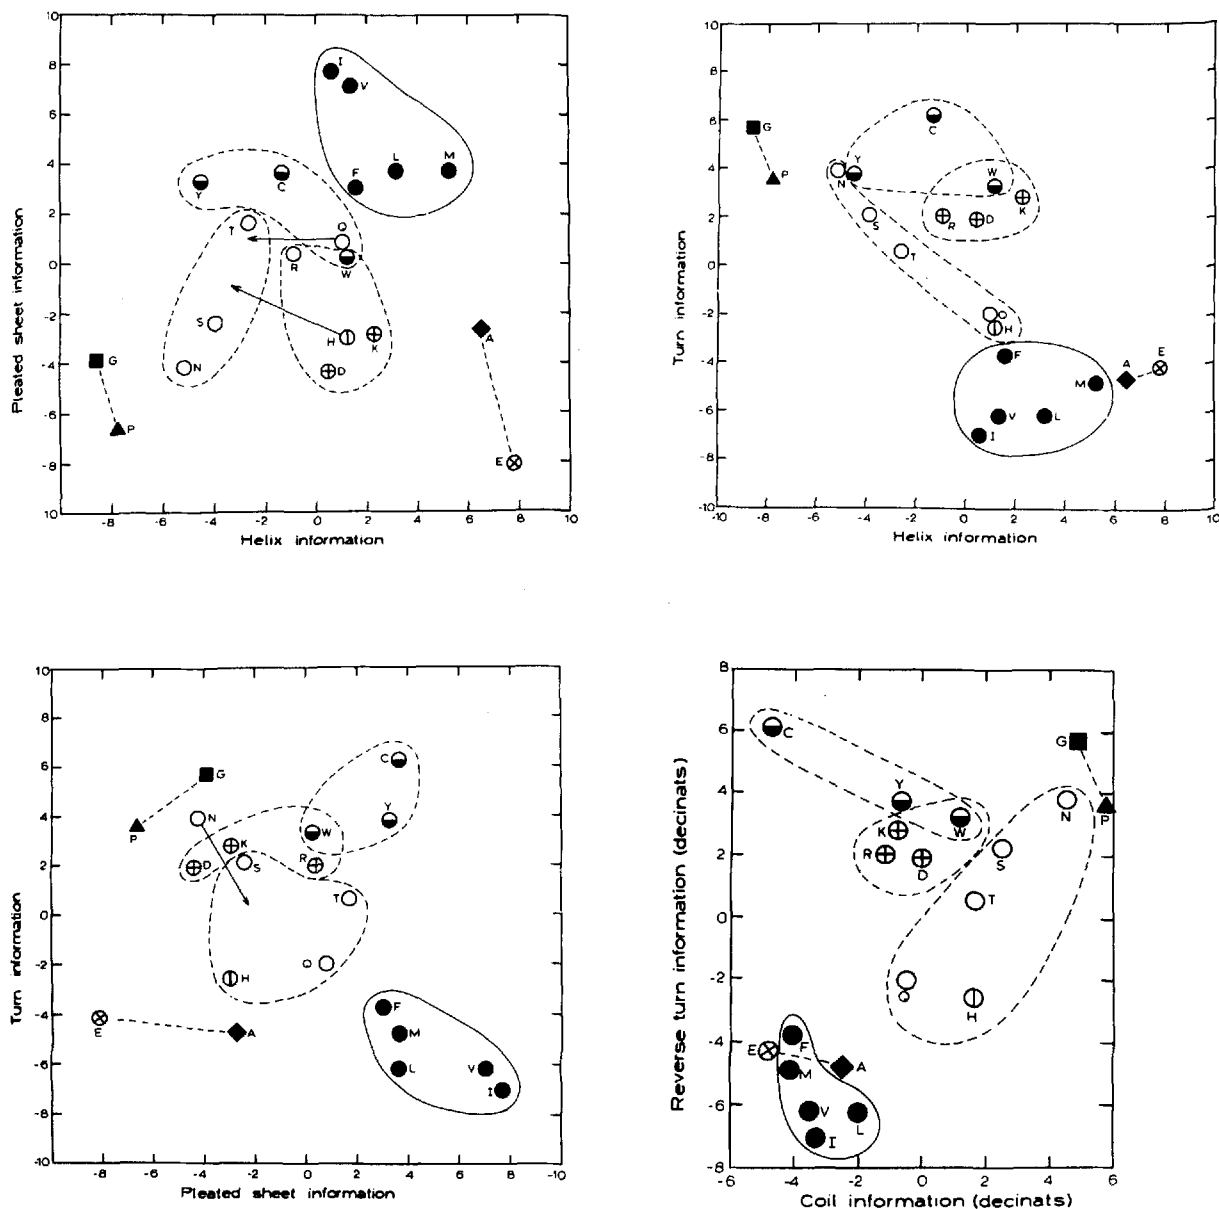 10
8
6
4
2
0
-2
-4
-6
-8
10
Pleated sheet information
I
V
L
M
F
Y
C
T
Q
R
W
S
H
K
A
N
D
G
P
E
-8 -6 -4 -2 0 2 4 6 8 10
Helix information
10
8
6
4
2
0
-2
-4
-6
-8
-10
Turn information
G
P
C
Y
N
W
K
S
R
D
T
Q
H
F
A
E
M
V
L
I
-10 -8 -6 -4 -2 0 2 4 6 8 10
Helix information
10
8
6
4
2
0
-2
-4
-6
-8
-10
Turn information
G
P
N
C
Y
W
K
D
S
R
T
Q
H
E
A
F
M
L
V
I
-8 -6 -4 -2 0 2 4 6 8 -10
Pleated sheet information
8
6
4
2
0
-2
-4
-6
-8
Reverse turn information (decinats)
C
G
Y
N
P
K
W
R
D
S
T
Q
H
E
F
A
M
V
L
I
-6 -4 -2 0 2 4 6
Coil information (decinats)